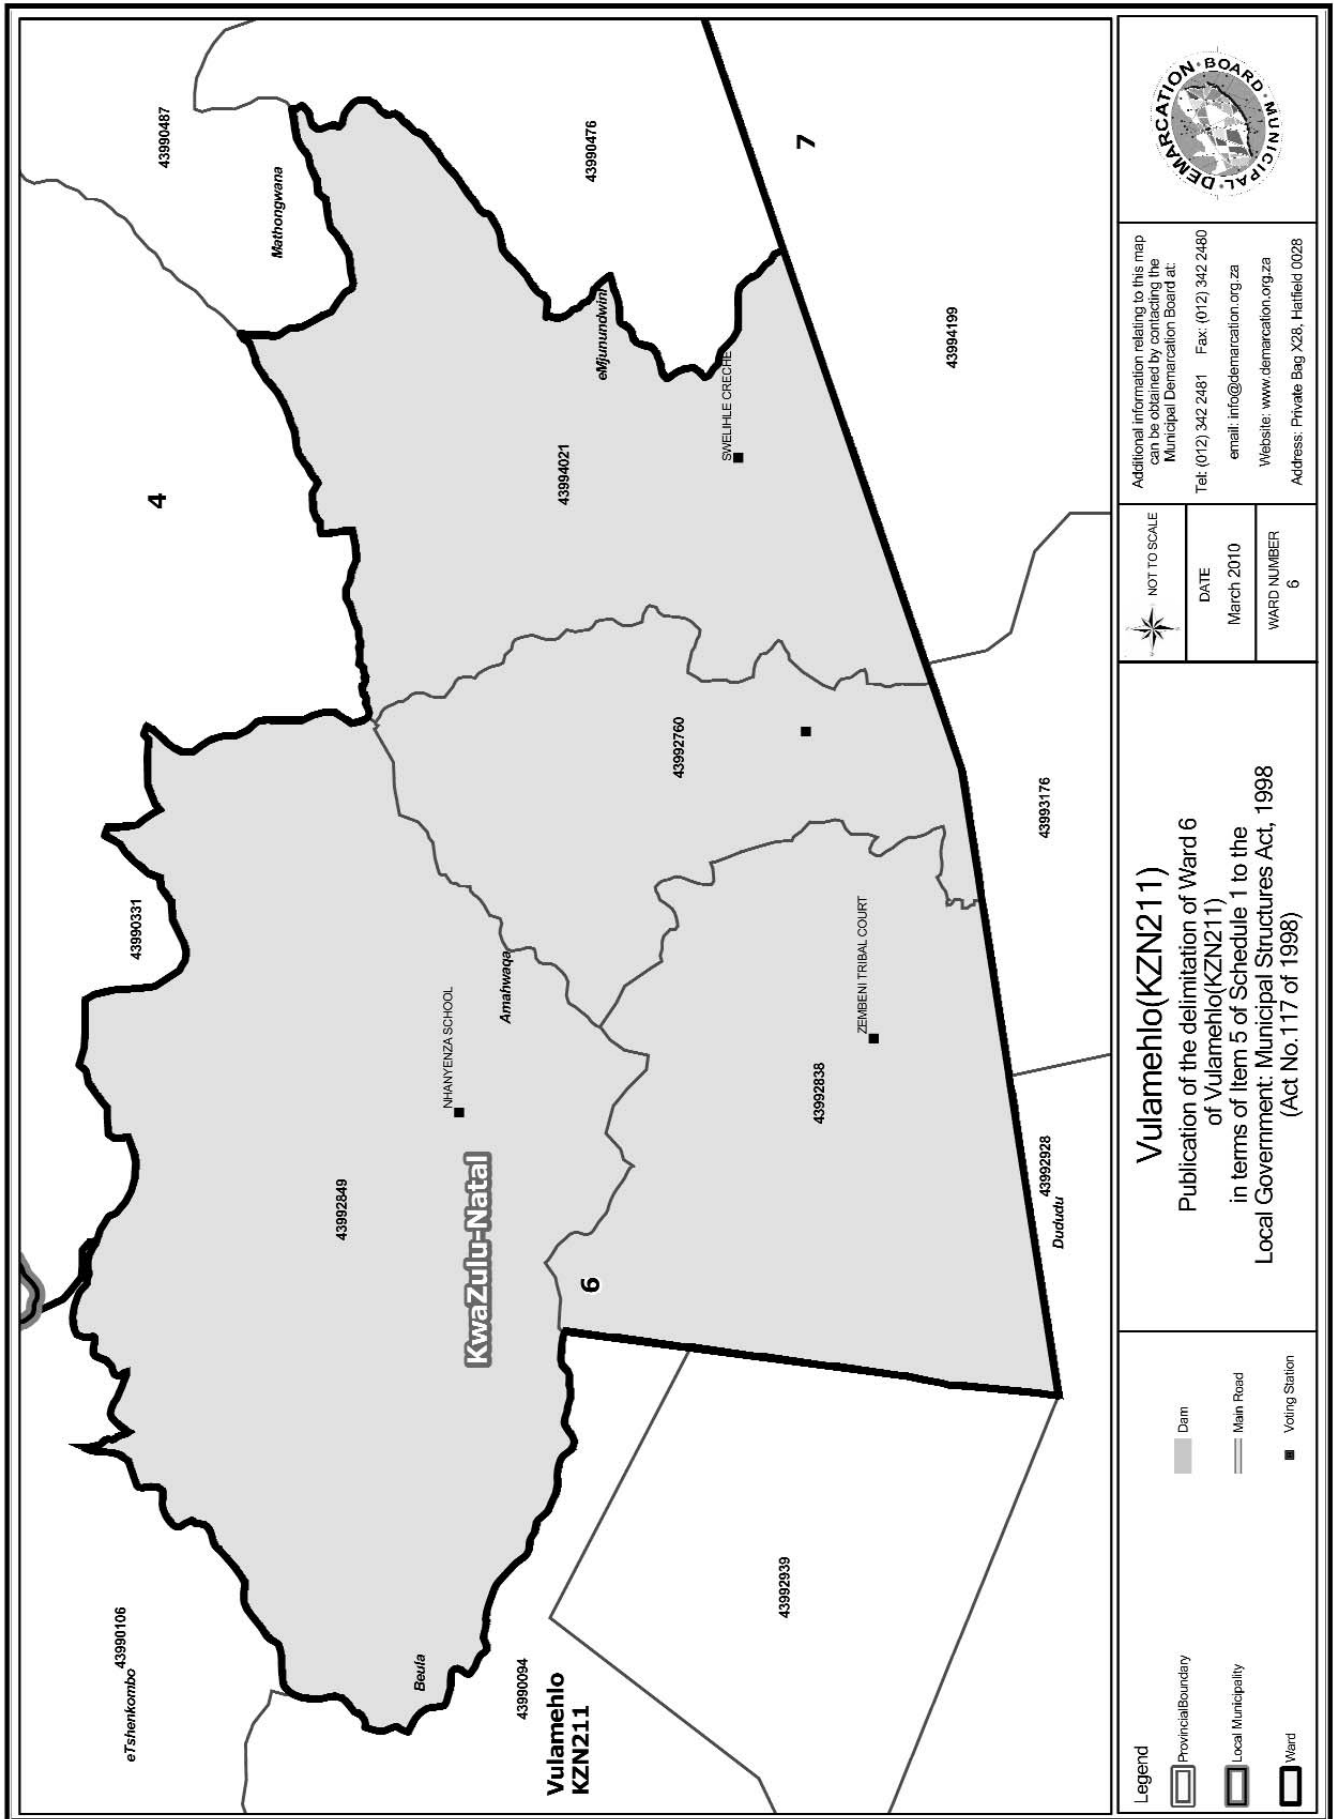 eTshenkombo
43990106
43990331
4
43990487
Mathongwana
43992849
Beula
KwaZulu-Natal
NHANYENZA SCHOOL
Amahwaqa
43994021
43990476
eMjunundwini
43990094
Vulamehlo
KZN211
6
43992760
SWELIHLE CRECHE
7
43992939
43992838
ZEMBENI TRIBAL COURT
43994199
43992928
Dududu
43993176
Legend
ProvincialBoundary
Local Municipality
Ward
Dam
Main Road
Voting Station
Vulamehlo(KZN211)
Publication of the delimitation of Ward 6
of Vulamehlo(KZN211)
in terms of Item 5 of Schedule 1 to the
Local Government: Municipal Structures Act, 1998
(Act No.117 of 1998)
NOT TO SCALE
DATE
March 2010
WARD NUMBER
6
Additional information relating to this map
can be obtained by contacting the
Municipal Demarcation Board at:
Tel: (012) 342 2481 Fax: (012) 342 2480
email: info@demarcation.org.za
Website: www.demarcation.org.za
Address: Private Bag X28, Hatfield 0028
MUNICIPAL · DEMARCATION · BOARD